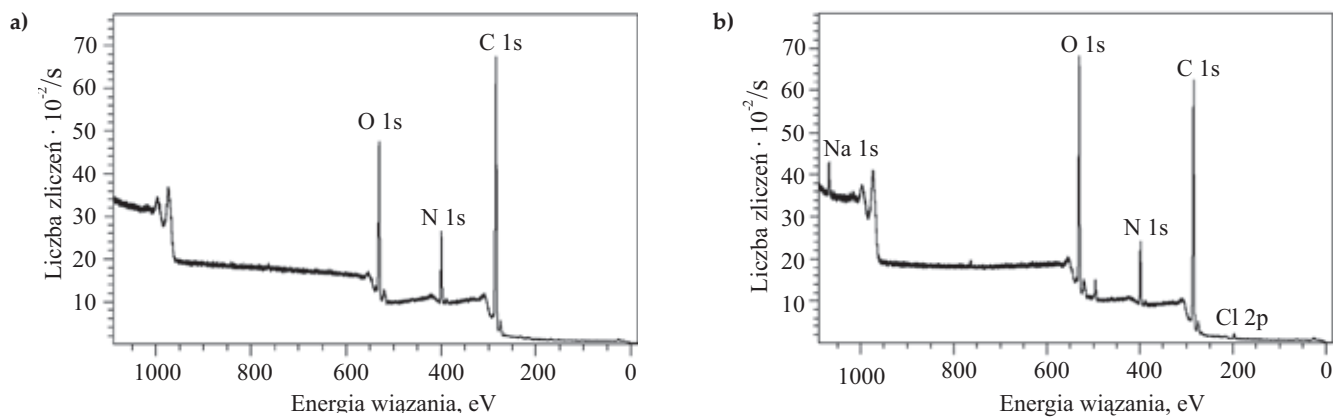 a)
Liczba zliczeń · 10⁻²/s
70
60
50
40
30
20
10
C 1s
O 1s
N 1s
1000 800 600 400 200 0
Energia wiązania, eV
b)
Liczba zliczeń · 10⁻²/s
70
60
50
40
30
20
10
O 1s
C 1s
Na 1s
N 1s
Cl 2p
1000 800 600 400 200 0
Energia wiązania, eV